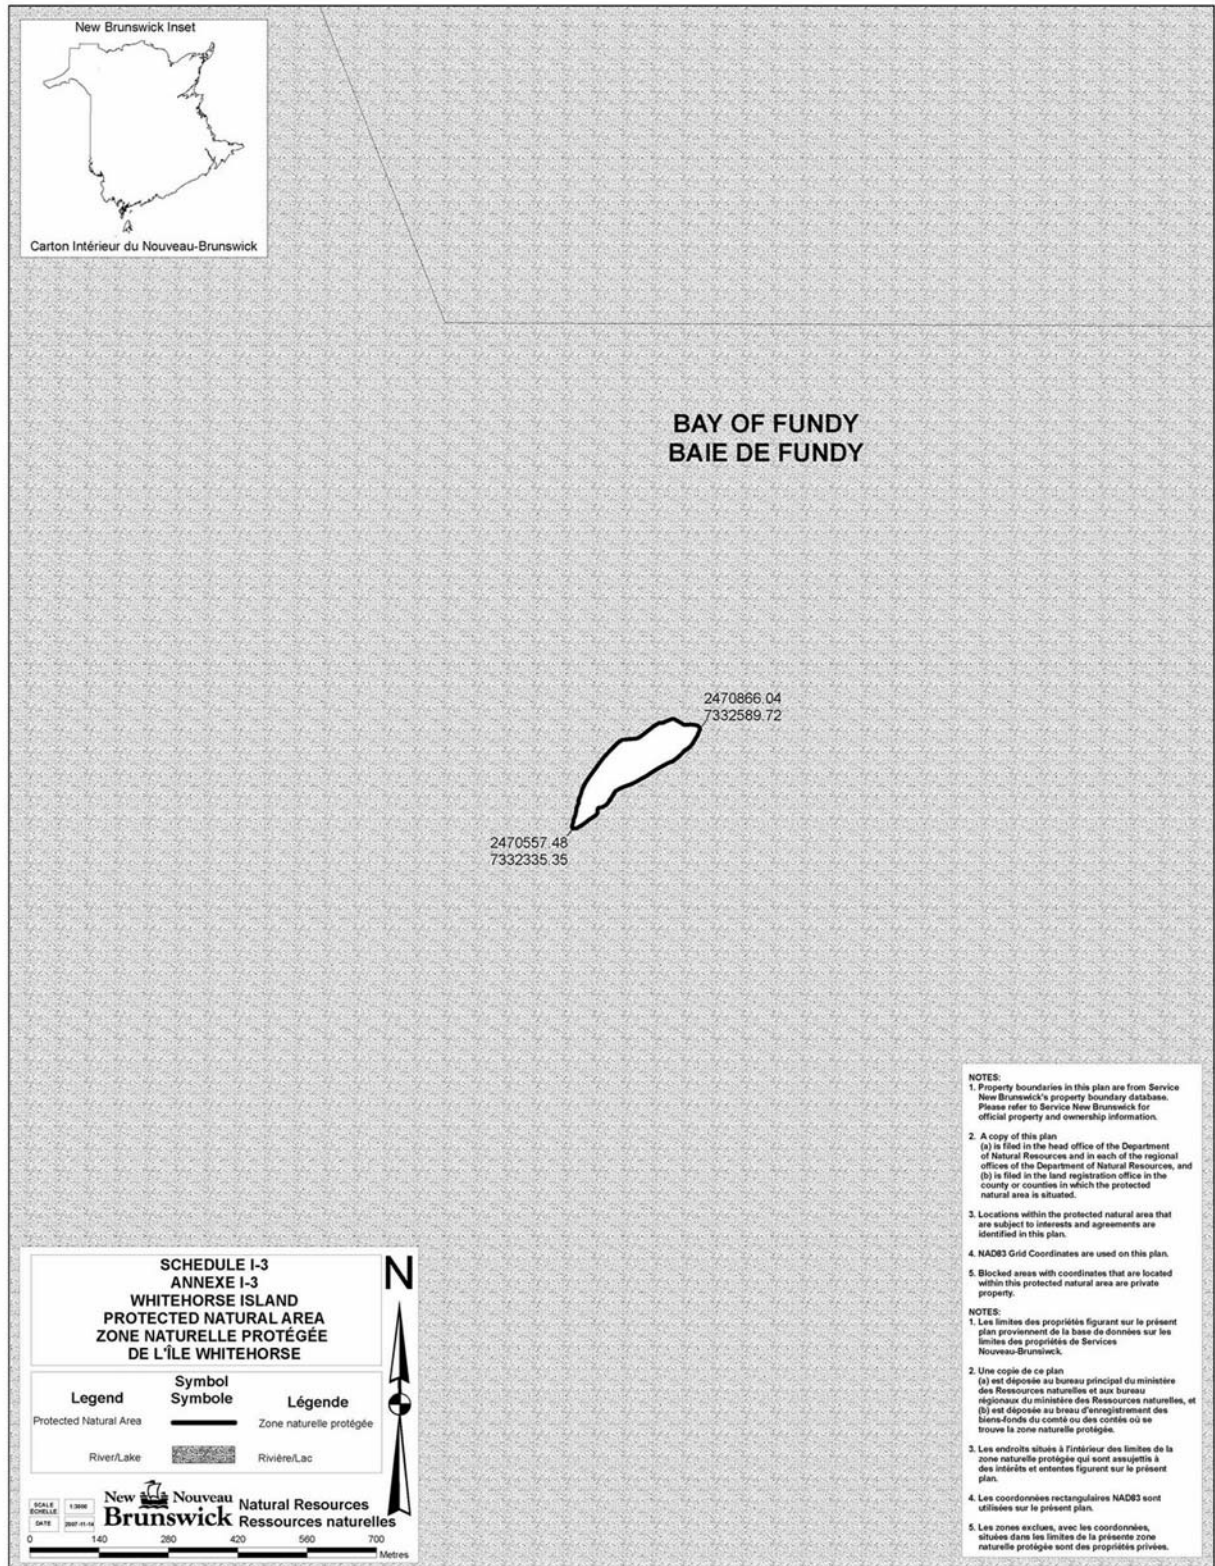 New Brunswick Inset
Carton Intérieur du Nouveau-Brunswick
BAY OF FUNDY
BAIE DE FUNDY
2470866.04
7332589.72
2470557.48
7332335.35
NOTES:
1. Property boundaries in this plan are from Service
New Brunswick's property boundary database.
Please refer to Service New Brunswick for
official property and ownership information.
2. A copy of this plan
(a) is filed in the head office of the Department
of Natural Resources and in each of the regional
offices of the Department of Natural Resources, and
(b) is filed in the land registration office in the
county or counties in which the protected
natural area is situated.
3. Locations within the protected natural area that
are subject to interests and agreements are
identified in this plan.
4. NAD83 Grid Coordinates are used on this plan.
5. Blocked areas with coordinates that are located
within this protected natural area are private
property.
NOTES:
1. Les limites des propriétés figurant sur le présent
plan proviennent de la base de données sur les
limites des propriétés de Services
Nouveau-Brunsiwck.
2. Une copie de ce plan
(a) est déposée au bureau principal du ministère
des Ressources naturelles et aux bureau
régionaux du ministère des Ressources naturelles, et
(b) est déposée au breau d'enregistrement des
biens-fonds du comté ou des contés où se
trouve la zone naturelle protégée.
3. Les endroits situés à l'intérieur des limites de la
zone naturelle protégée qui sont assujettis à
des intérêts et ententes figurent sur le présent
plan.
4. Les coordonnées rectangulaires NAD83 sont
utilisées sur le présent plan.
5. Les zones exclues, avec les coordonnées,
situées dans les limites de la présente zone
naturelle protégée sont des propriétés privées.
SCHEDULE I-3
ANNEXE I-3
WHITEHORSE ISLAND
PROTECTED NATURAL AREA
ZONE NATURELLE PROTÉGÉE
DE L'ÎLE WHITEHORSE
N
Legend Symbol Symbole Légende
Protected Natural Area Zone naturelle protégée
River/Lake Rivière/Lac
SCALE ECHELLE
DATE 2007-11-14
New Nouveau Brunswick
Natural Resources
Ressources naturelles
0 140 280 420 560 700
Metres